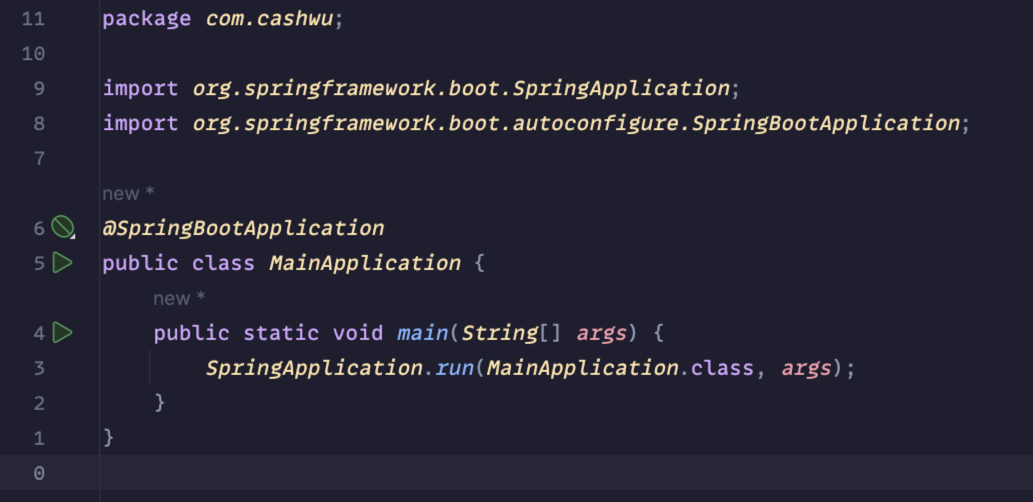 11 package com.cashwu;
10
9 import org.springframework.boot.SpringApplication;
8 import org.springframework.boot.autoconfigure.SpringBootApplication;
7
new *
6 @SpringBootApplication
5 public class MainApplication {
new *
4 public static void main(String[] args) {
3 SpringApplication.run(MainApplication.class, args);
2 }
1 }
0